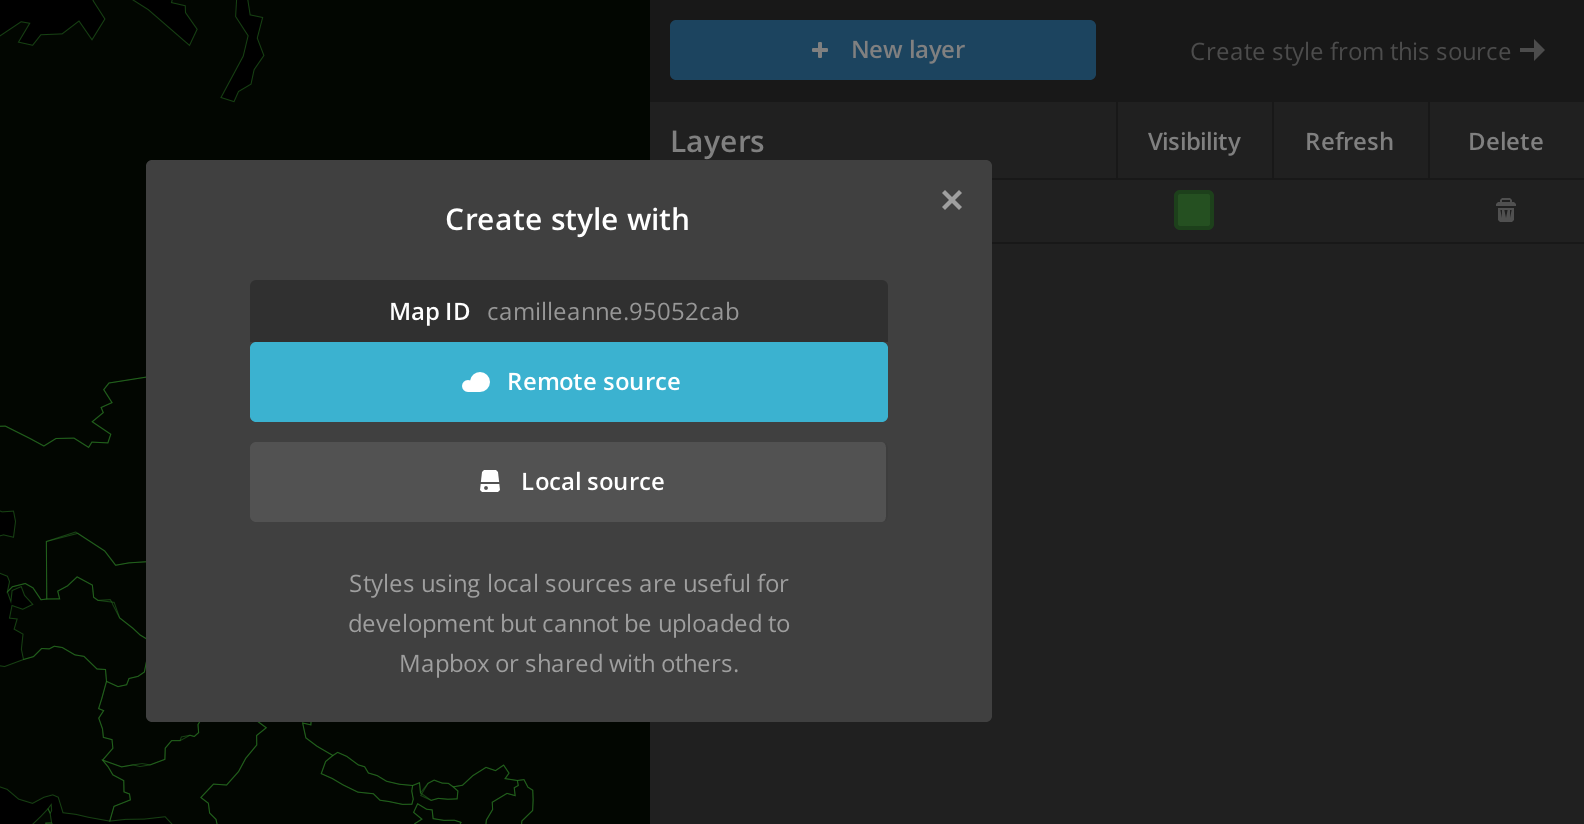 + New layer
Create style from this source
Layers
Visibility
Refresh
Delete
Create style with
Map ID camilleanne.95052cab
Remote source
Local source
Styles using local sources are useful for
development but cannot be uploaded to
Mapbox or shared with others.